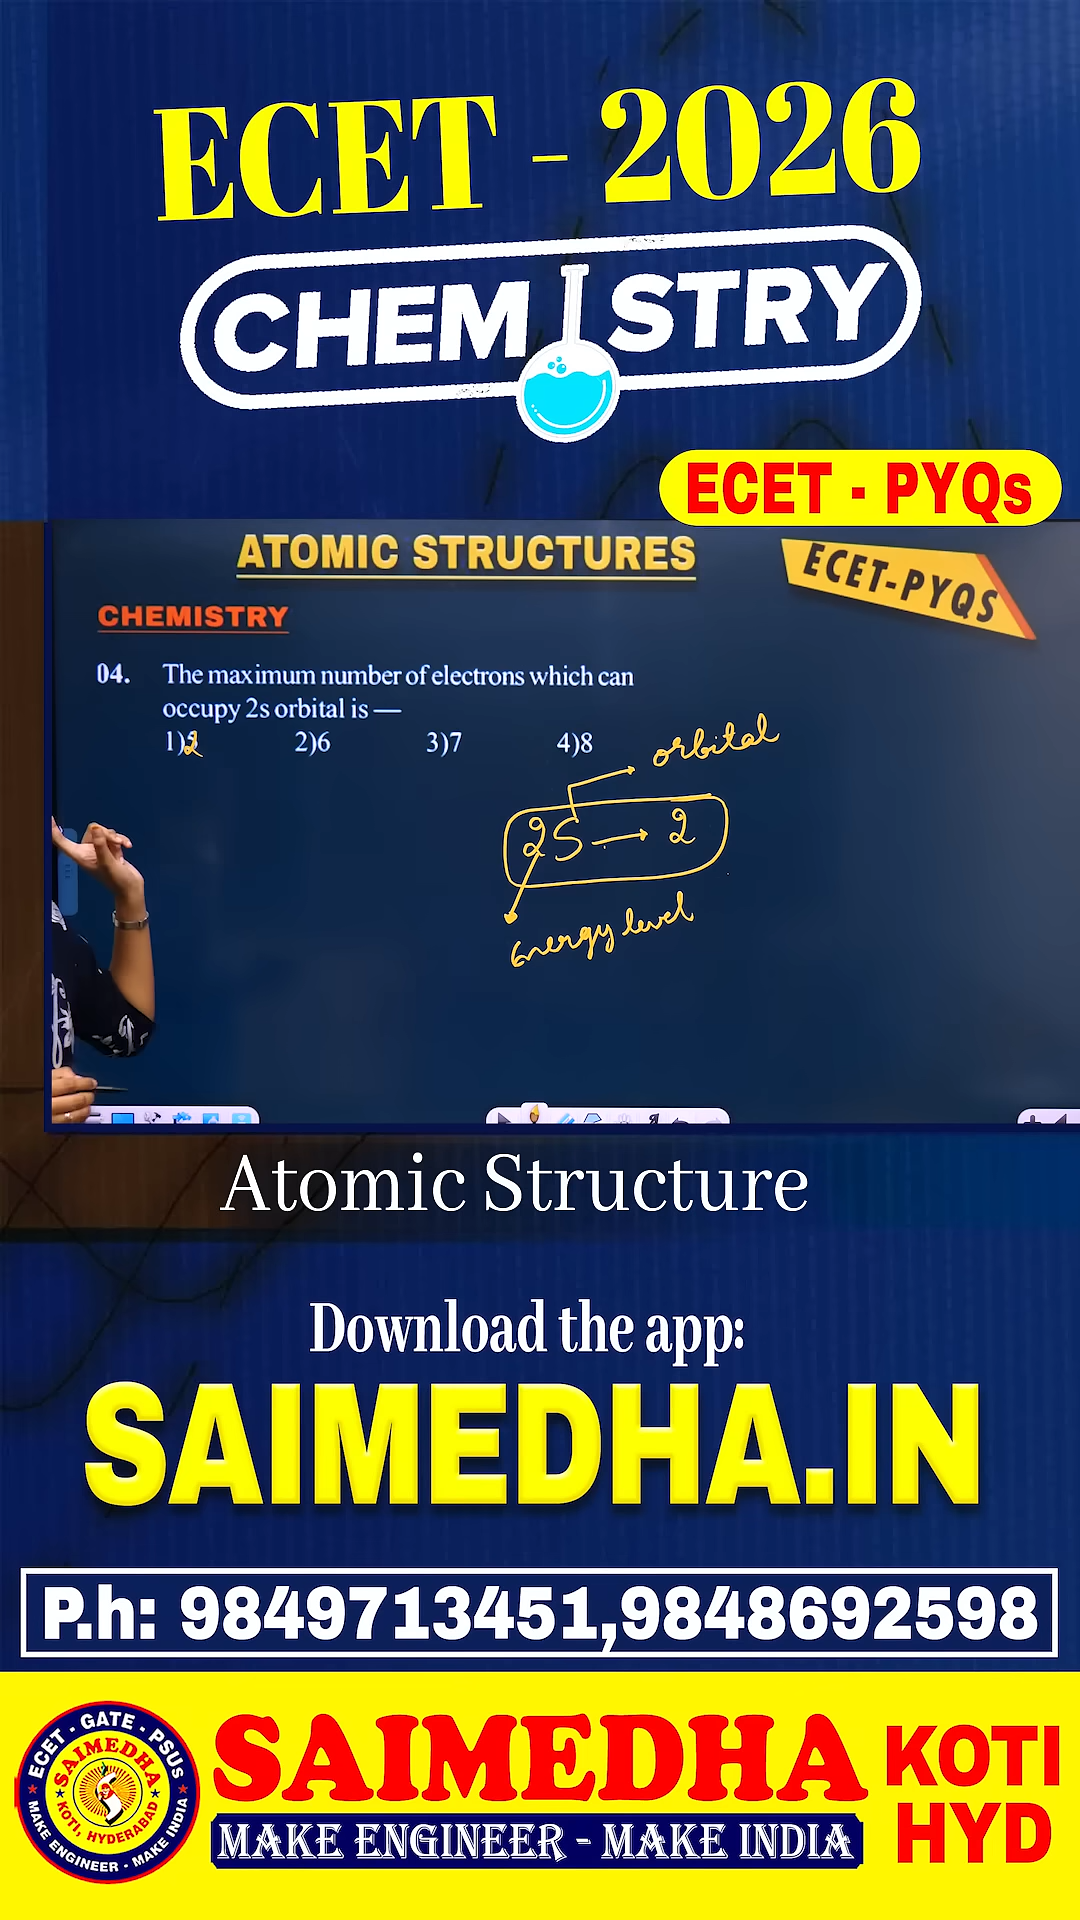 ECET - 2026
CHEMISTRY
ECET - PYQs
ATOMIC STRUCTURES
ECET-PYQS
CHEMISTRY
04. The maximum number of electrons which can
occupy 2s orbital is —
1)2 2)6 3)7 4)8
orbital
2S → 2
Energy level
Atomic Structure
Download the app:
SAIMEDHA.IN
P.h: 9849713451,9848692598
ECET - GATE - PSUS
SAIMEDHA
KOTI, HYDERABAD
MAKE ENGINEER - MAKE INDIA
SAIMEDHA
KOTI
HYD
MAKE ENGINEER - MAKE INDIA